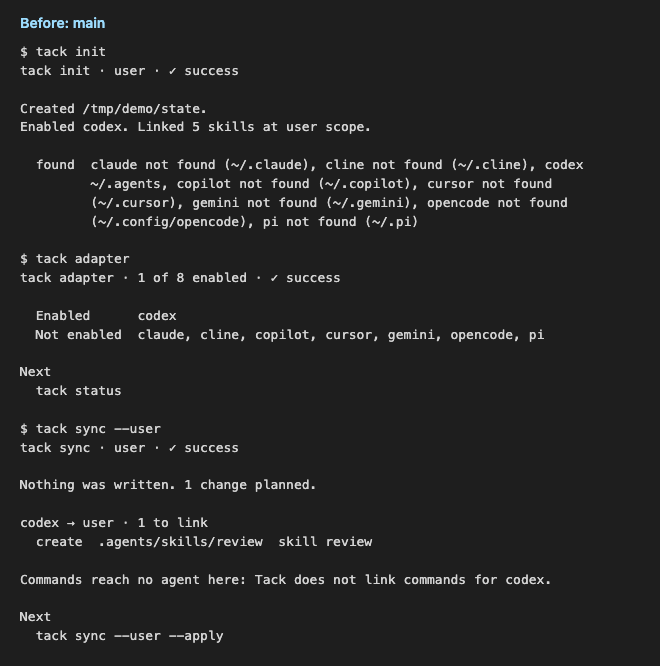 Before: main
$ tack init
tack init · user · ✓ success
Created /tmp/demo/state.
Enabled codex. Linked 5 skills at user scope.
found  claude not found (~/.claude), cline not found (~/.cline), codex
~/.agents, copilot not found (~/.copilot), cursor not found
(~/.cursor), gemini not found (~/.gemini), opencode not found
(~/.config/opencode), pi not found (~/.pi)
$ tack adapter
tack adapter · 1 of 8 enabled · ✓ success
Enabled      codex
Not enabled  claude, cline, copilot, cursor, gemini, opencode, pi
Next
tack status
$ tack sync --user
tack sync · user · ✓ success
Nothing was written. 1 change planned.
codex → user · 1 to link
create  .agents/skills/review  skill review
Commands reach no agent here: Tack does not link commands for codex.
Next
tack sync --user --apply